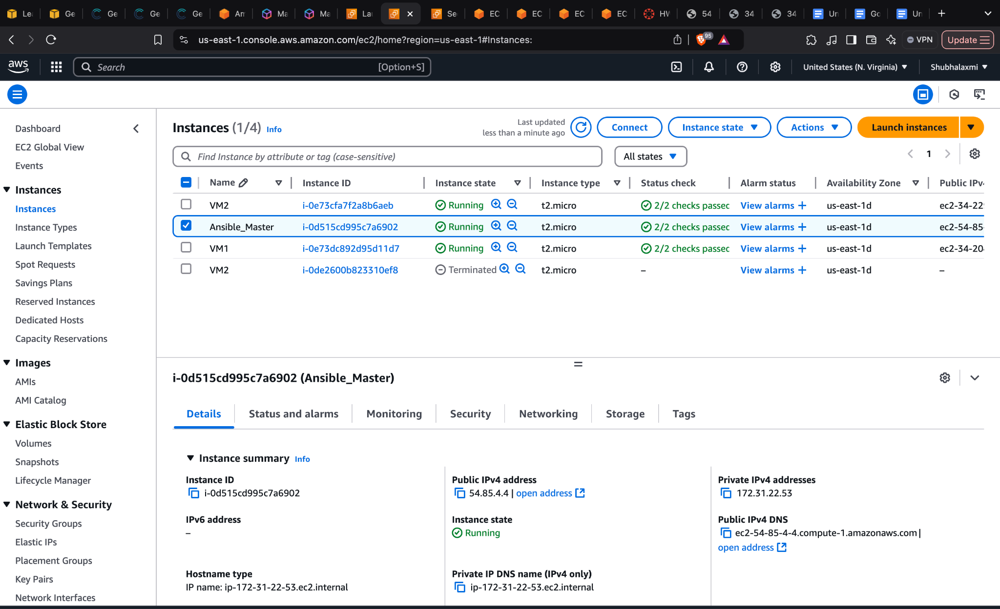 Le
Ge
Ge
Ge
Ge
Am
Ma
Ma
Lau
Se
EC
EC
EC
EC
HW
54
34
34
Un
Go
Un
us-east-1.console.aws.amazon.com/ec2/home?region=us-east-1#Instances:
95
VPN
Update
aws
Search
[Option+S]
United States (N. Virginia)
Shubhalaxmi
Dashboard
EC2 Global View
Events
Instances
Instances
Instance Types
Launch Templates
Spot Requests
Savings Plans
Reserved Instances
Dedicated Hosts
Capacity Reservations
Images
AMIs
AMI Catalog
Elastic Block Store
Volumes
Snapshots
Lifecycle Manager
Network & Security
Security Groups
Elastic IPs
Placement Groups
Key Pairs
Network Interfaces
Instances (1/4) Info
Last updated
less than a minute ago
Connect
Instance state
Actions
Launch instances
Find Instance by attribute or tag (case-sensitive)
All states
1
Name Instance ID Instance state Instance type Status check Alarm status Availability Zone Public IPv4
VM2 i-0e73cfa7f2a8b6aeb Running t2.micro 2/2 checks passec View alarms + us-east-1d ec2-34-22
Ansible_Master i-0d515cd995c7a6902 Running t2.micro 2/2 checks passec View alarms + us-east-1d ec2-54-85-
VM1 i-0e73dc892d95d11d7 Running t2.micro 2/2 checks passec View alarms + us-east-1d ec2-34-20
VM2 i-0de2600b823310ef8 Terminated t2.micro – View alarms + us-east-1d –
i-0d515cd995c7a6902 (Ansible_Master)
Details
Status and alarms
Monitoring
Security
Networking
Storage
Tags
Instance summary Info
Instance ID
i-0d515cd995c7a6902
IPv6 address
–
Hostname type
IP name: ip-172-31-22-53.ec2.internal
Public IPv4 address
54.85.4.4 | open address
Instance state
Running
Private IP DNS name (IPv4 only)
ip-172-31-22-53.ec2.internal
Private IPv4 addresses
172.31.22.53
Public IPv4 DNS
ec2-54-85-4-4.compute-1.amazonaws.com |
open address